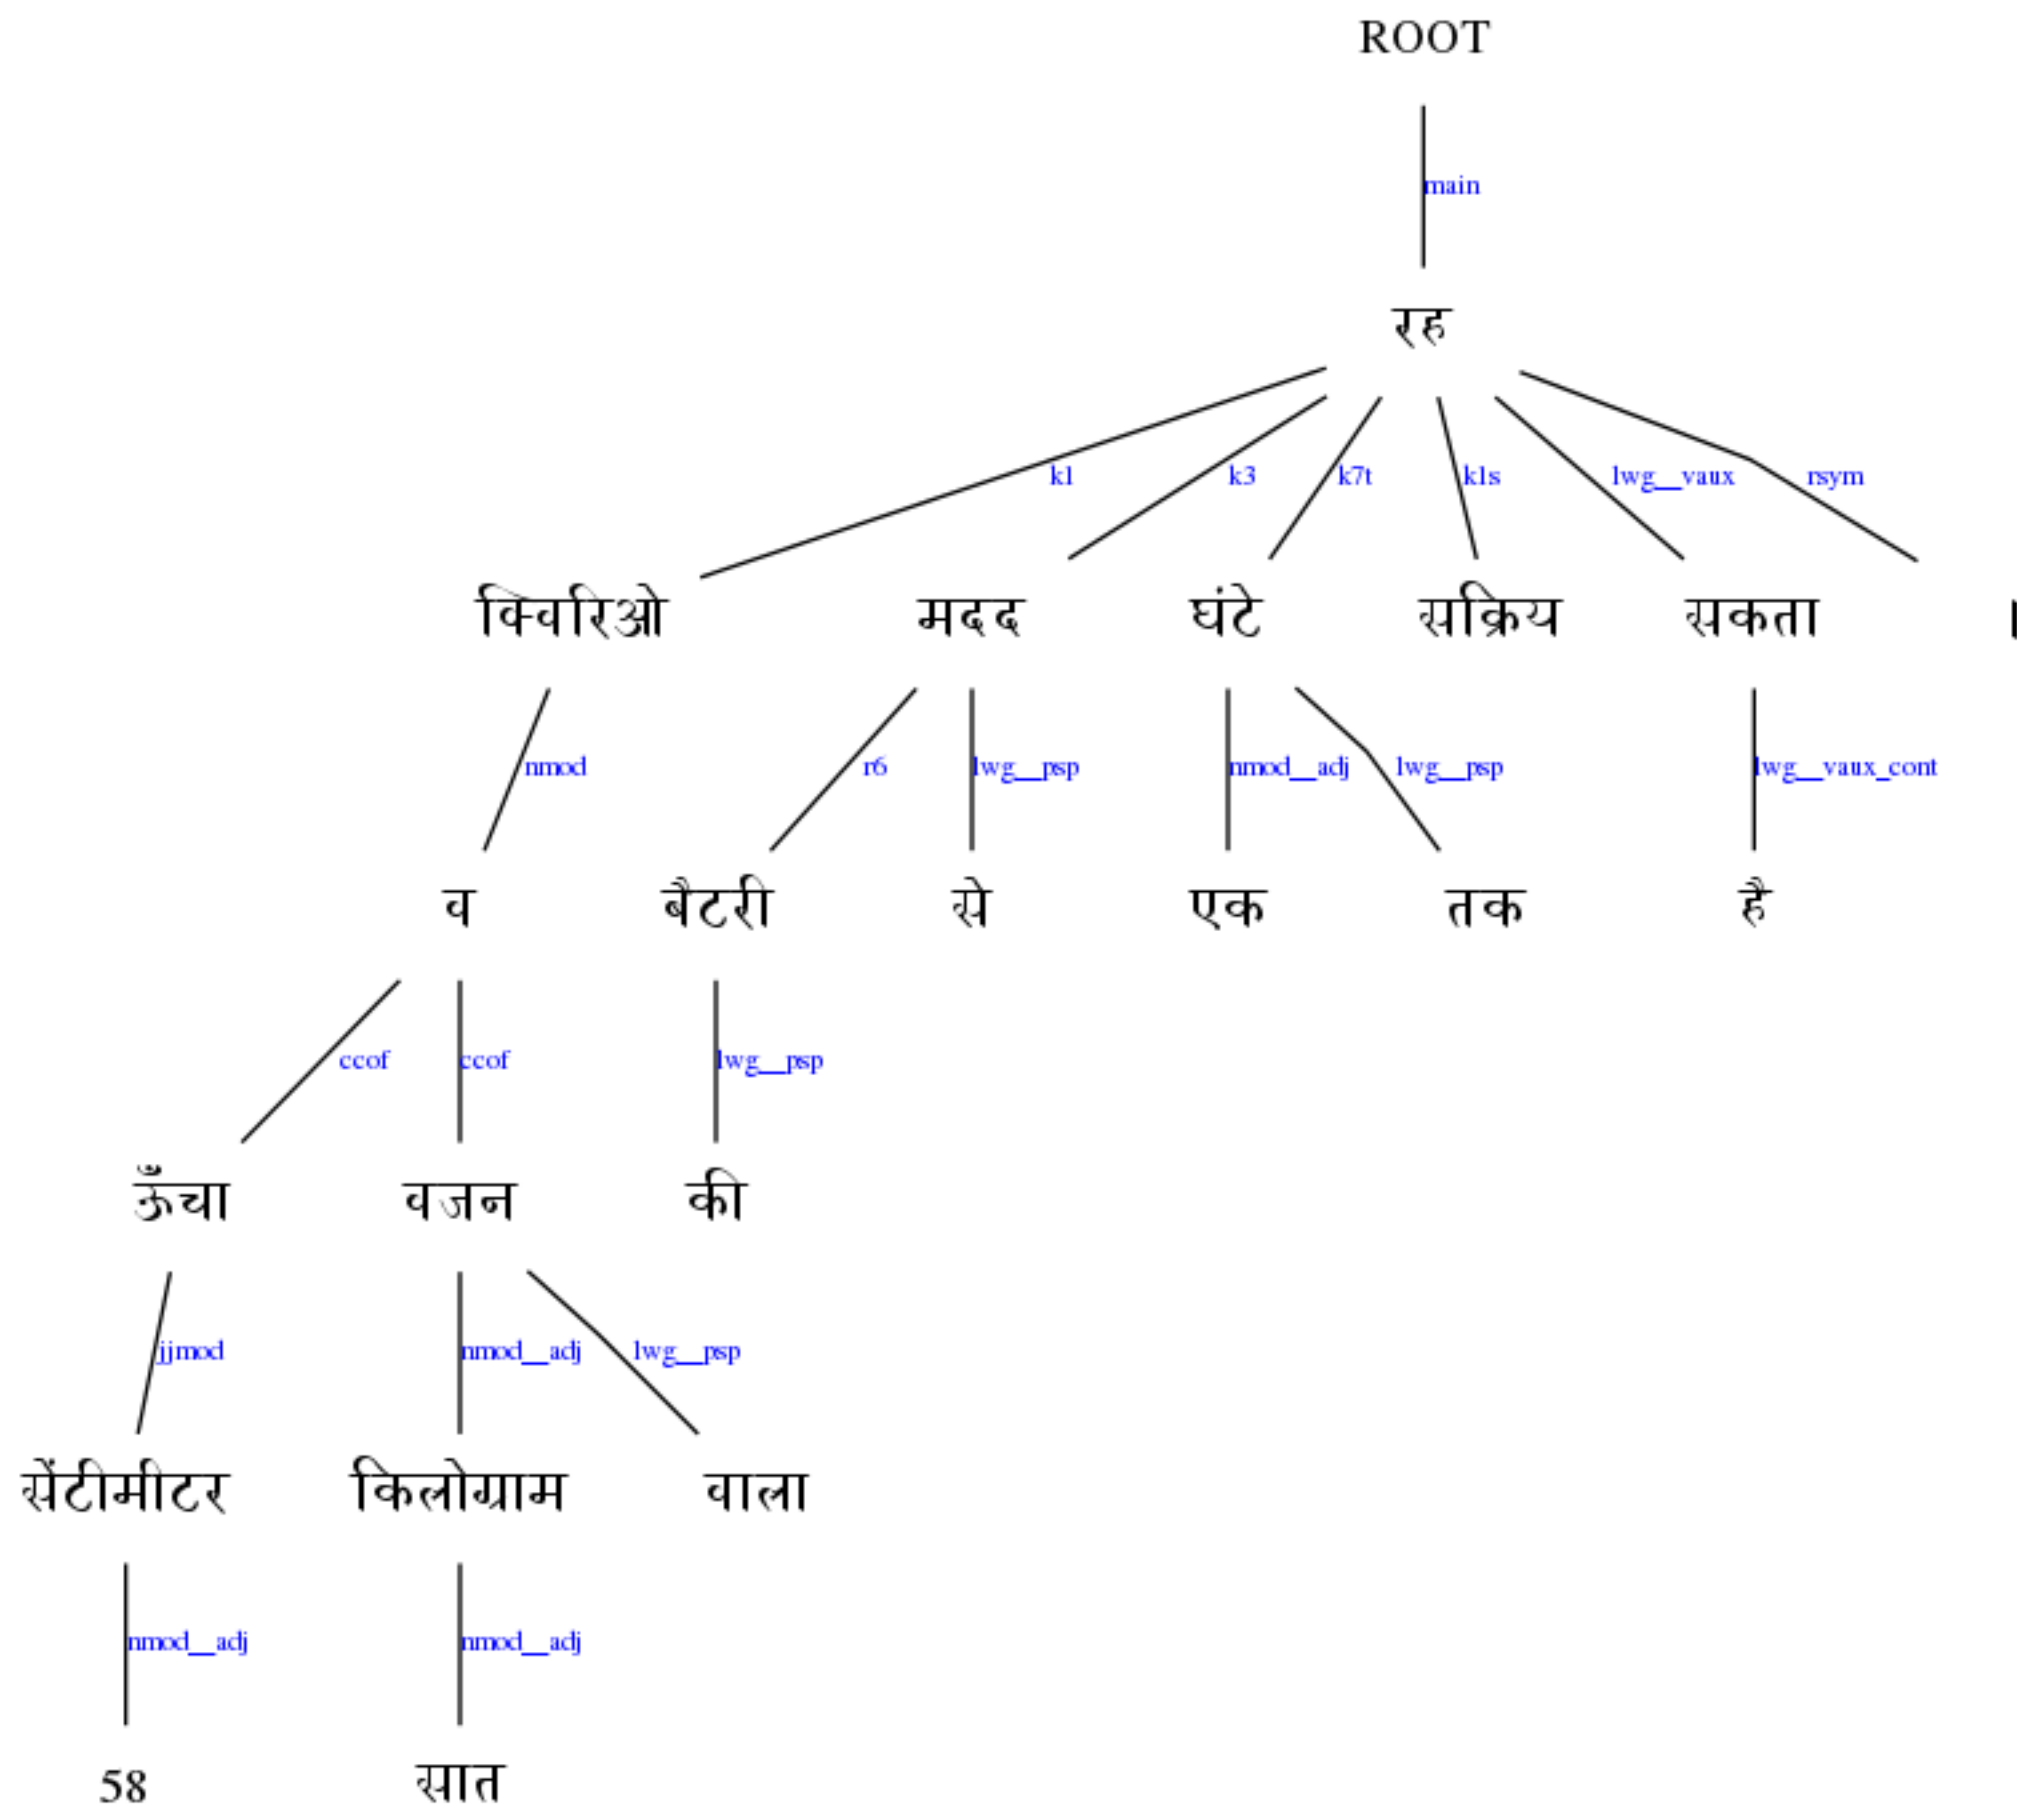 ROOT
main
रह
k1 k3 k7t k1s lwg__vaux rsym
क्विरिओ मदद घंटे सक्रिय सकता ।
nmod r6 lwg__psp nmod__adj lwg__psp lwg__vaux_cont
व बैटरी से एक तक है
ccof ccof lwg__psp
ऊँचा वजन की
jjmod nmod__adj lwg__psp
सेंटीमीटर किलोग्राम वाला
nmod__adj nmod__adj
58 सात